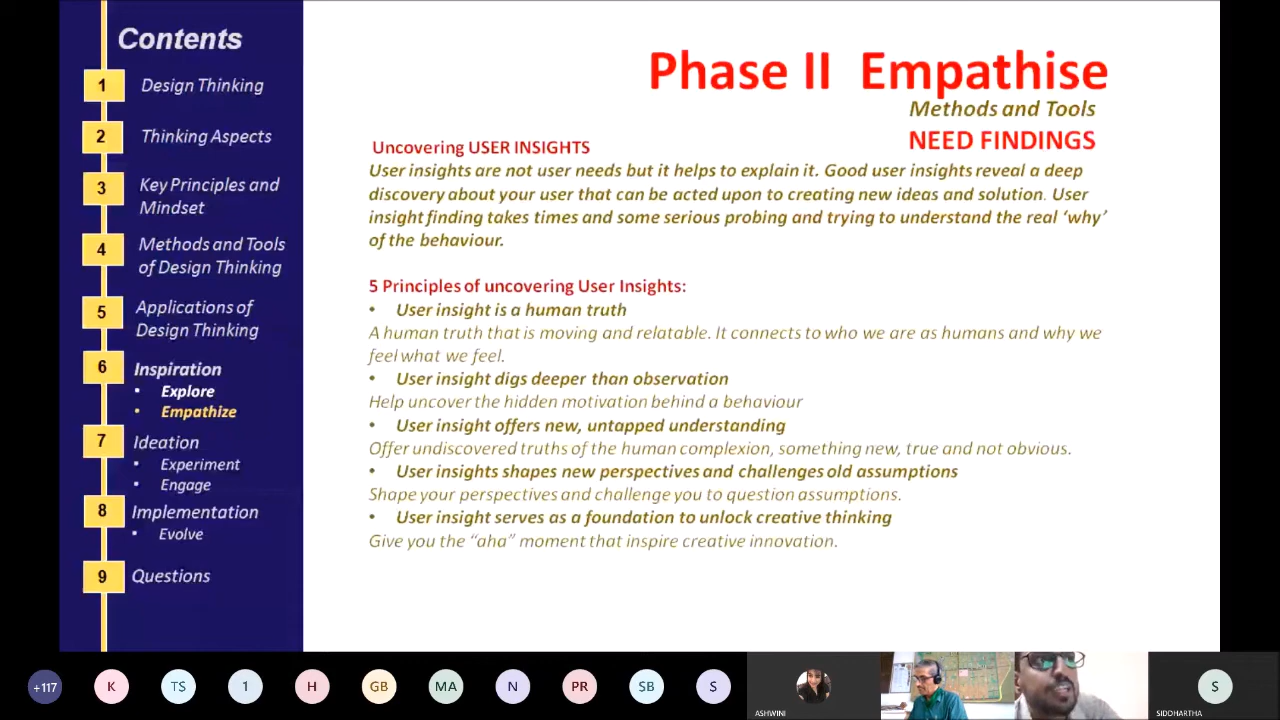 Contents
1 Design Thinking
2 Thinking Aspects
3 Key Principles and
Mindset
4 Methods and Tools
of Design Thinking
5 Applications of
Design Thinking
6 Inspiration
• Explore
• Empathize
7 Ideation
• Experiment
• Engage
8 Implementation
• Evolve
9 Questions
Phase II Empathise
Methods and Tools
NEED FINDINGS
Uncovering USER INSIGHTS
User insights are not user needs but it helps to explain it. Good user insights reveal a deep
discovery about your user that can be acted upon to creating new ideas and solution. User
insight finding takes times and some serious probing and trying to understand the real ‘why’
of the behaviour.
5 Principles of uncovering User Insights:
• User insight is a human truth
A human truth that is moving and relatable. It connects to who we are as humans and why we
feel what we feel.
• User insight digs deeper than observation
Help uncover the hidden motivation behind a behaviour
• User insight offers new, untapped understanding
Offer undiscovered truths of the human complexion, something new, true and not obvious.
• User insights shapes new perspectives and challenges old assumptions
Shape your perspectives and challenge you to question assumptions.
• User insight serves as a foundation to unlock creative thinking
Give you the “aha” moment that inspire creative innovation.
+117 K TS 1 H GB MA N PR SB S S
ASHWINI SIDDHARTHA